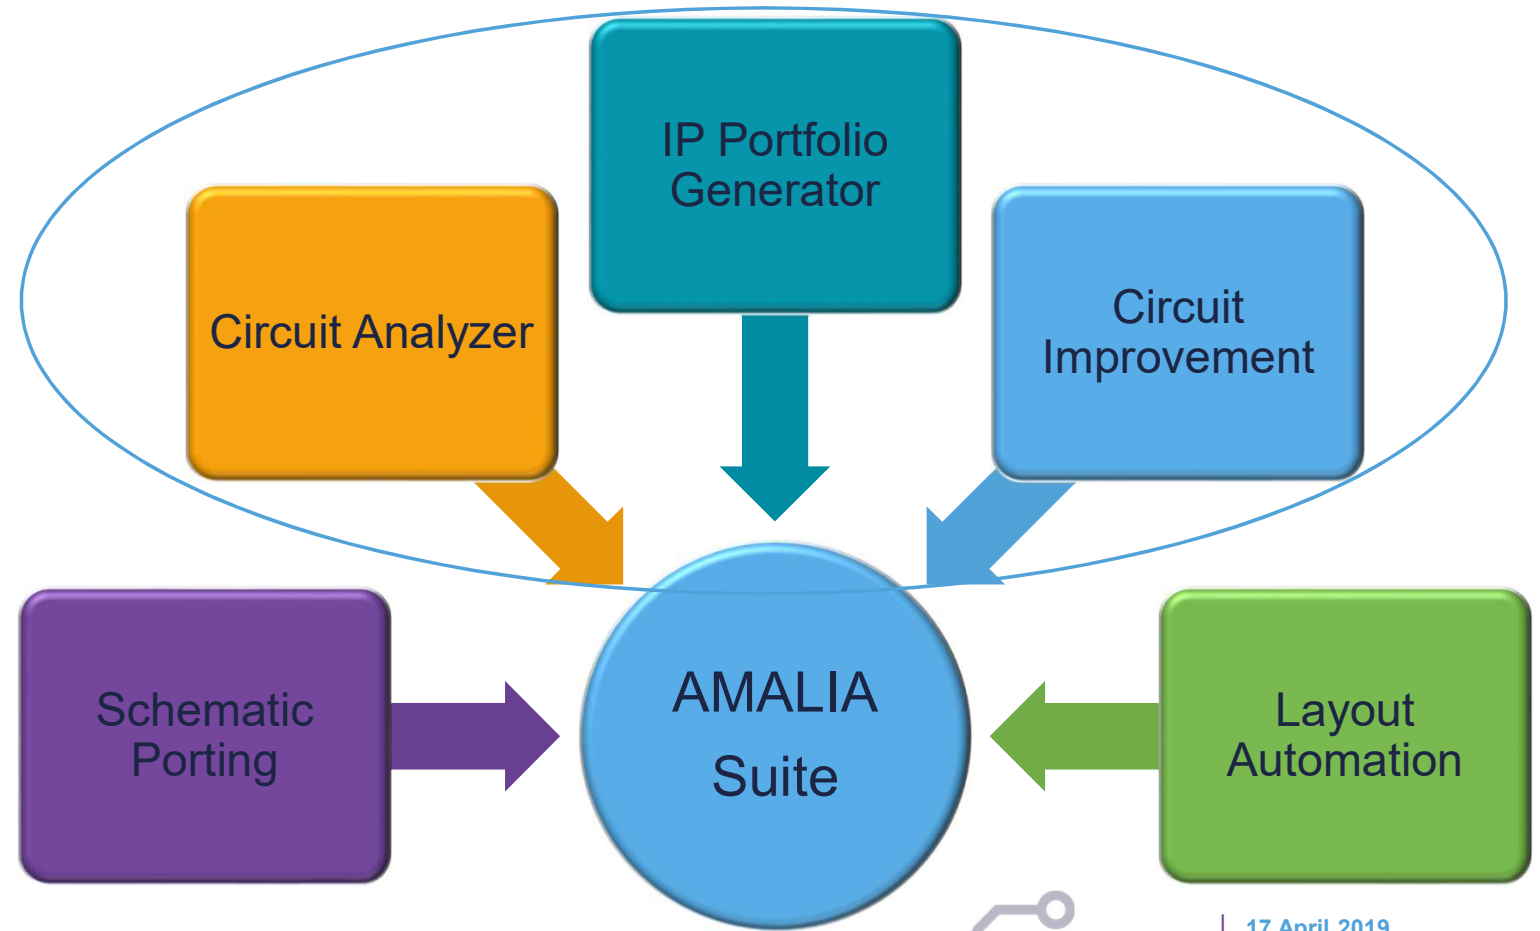 IP Portfolio
Generator
Circuit Analyzer
Circuit
Improvement
Schematic
Porting
AMALIA
Suite
Layout
Automation
17 April 2019